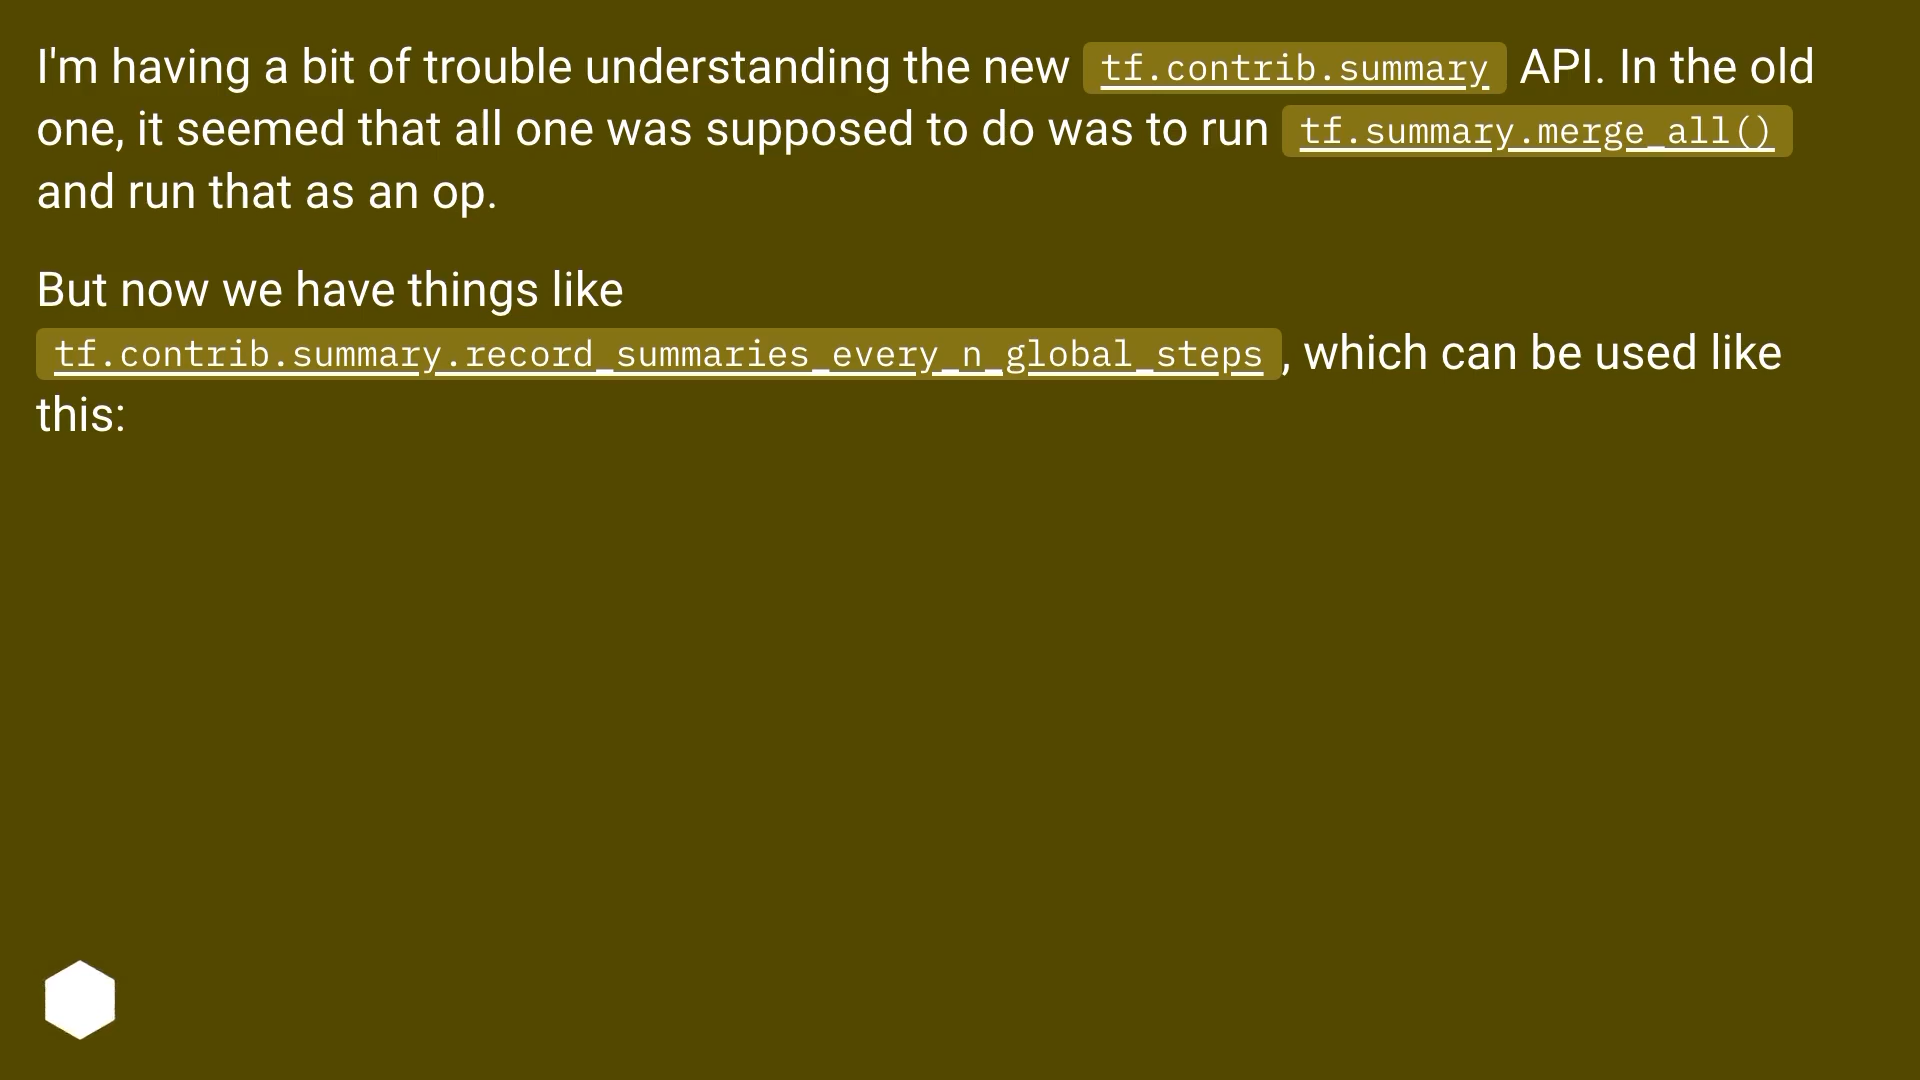 I'm having a bit of trouble understanding the new tf.contrib.summary API. In the old
one, it seemed that all one was supposed to do was to run tf.summary.merge_all()
and run that as an op.
But now we have things like
tf.contrib.summary.record_summaries_every_n_global_steps, which can be used like
this: